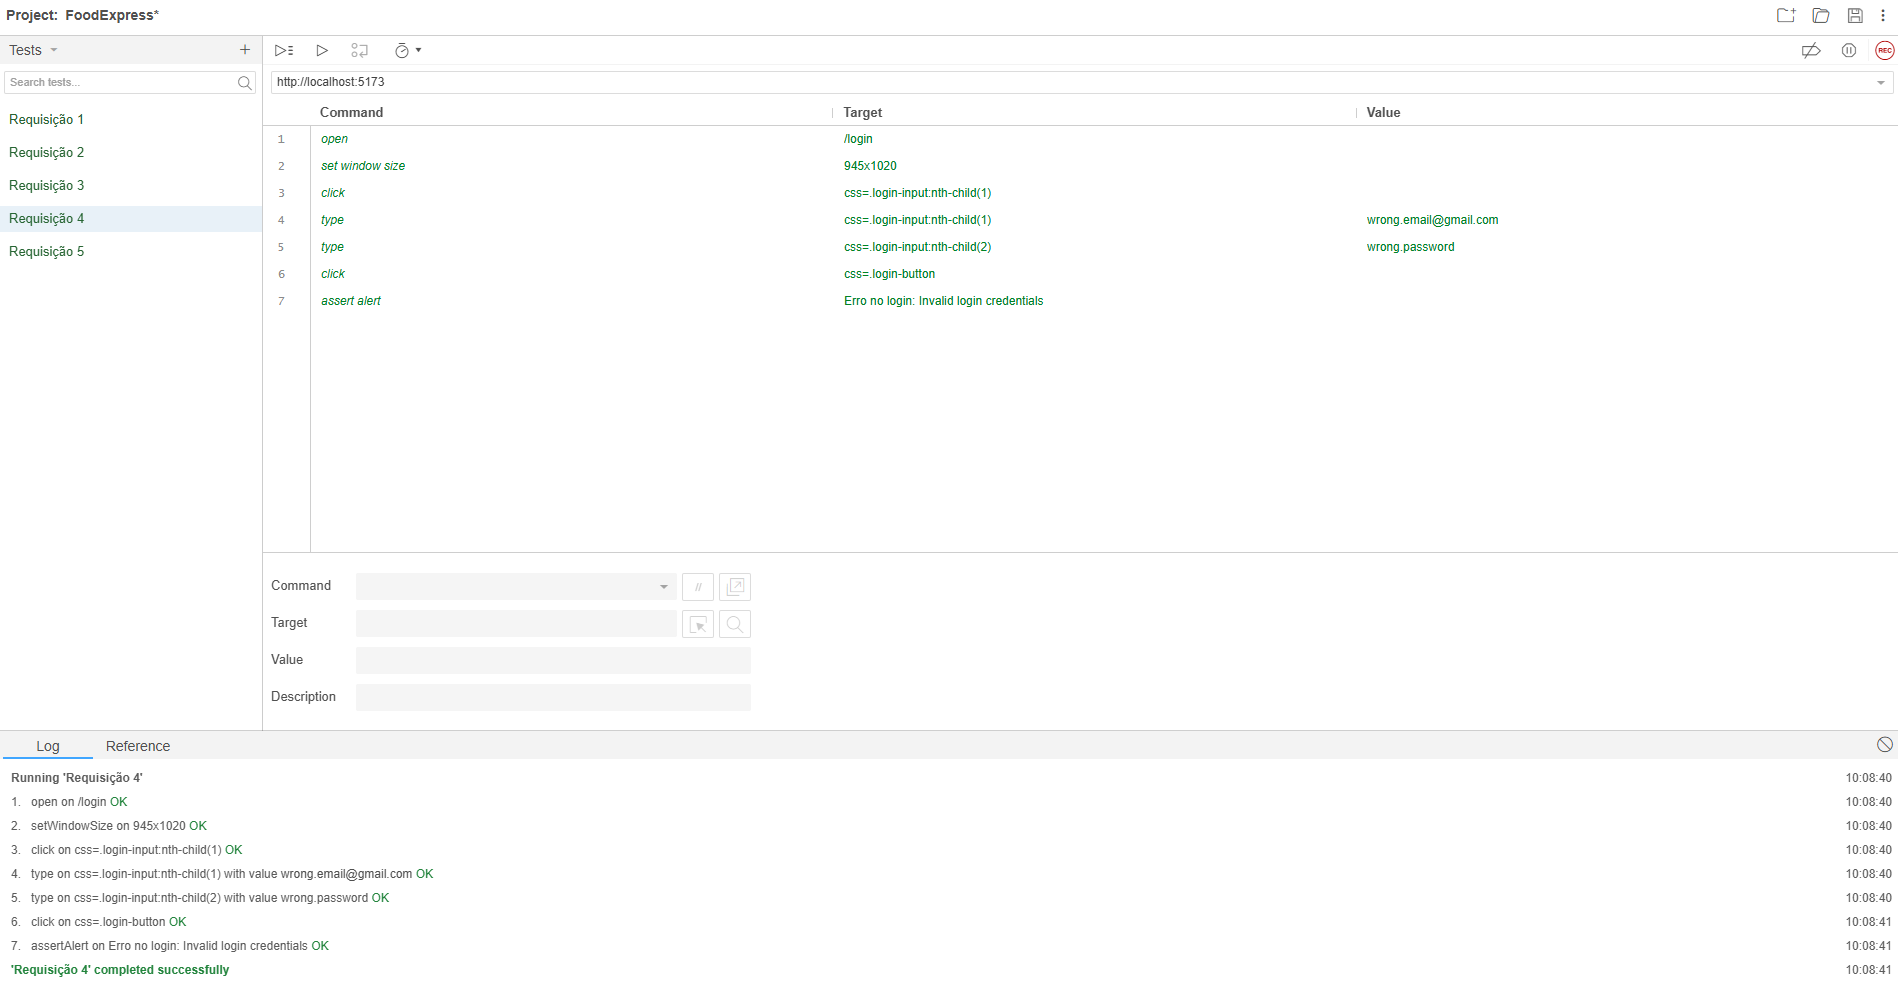 Project: FoodExpress*
Tests
Search tests...
Requisição 1
Requisição 2
Requisição 3
Requisição 4
Requisição 5
REC
http://localhost:5173
Command Target Value
1 open /login
2 set window size 945x1020
3 click css=.login-input:nth-child(1)
4 type css=.login-input:nth-child(1) wrong.email@gmail.com
5 type css=.login-input:nth-child(2) wrong.password
6 click css=.login-button
7 assert alert Erro no login: Invalid login credentials
Command //
Target
Value
Description
Log Reference
Running 'Requisição 4' 10:08:40
1. open on /login OK 10:08:40
2. setWindowSize on 945x1020 OK 10:08:40
3. click on css=.login-input:nth-child(1) OK 10:08:40
4. type on css=.login-input:nth-child(1) with value wrong.email@gmail.com OK 10:08:40
5. type on css=.login-input:nth-child(2) with value wrong.password OK 10:08:40
6. click on css=.login-button OK 10:08:41
7. assertAlert on Erro no login: Invalid login credentials OK 10:08:41
'Requisição 4' completed successfully 10:08:41